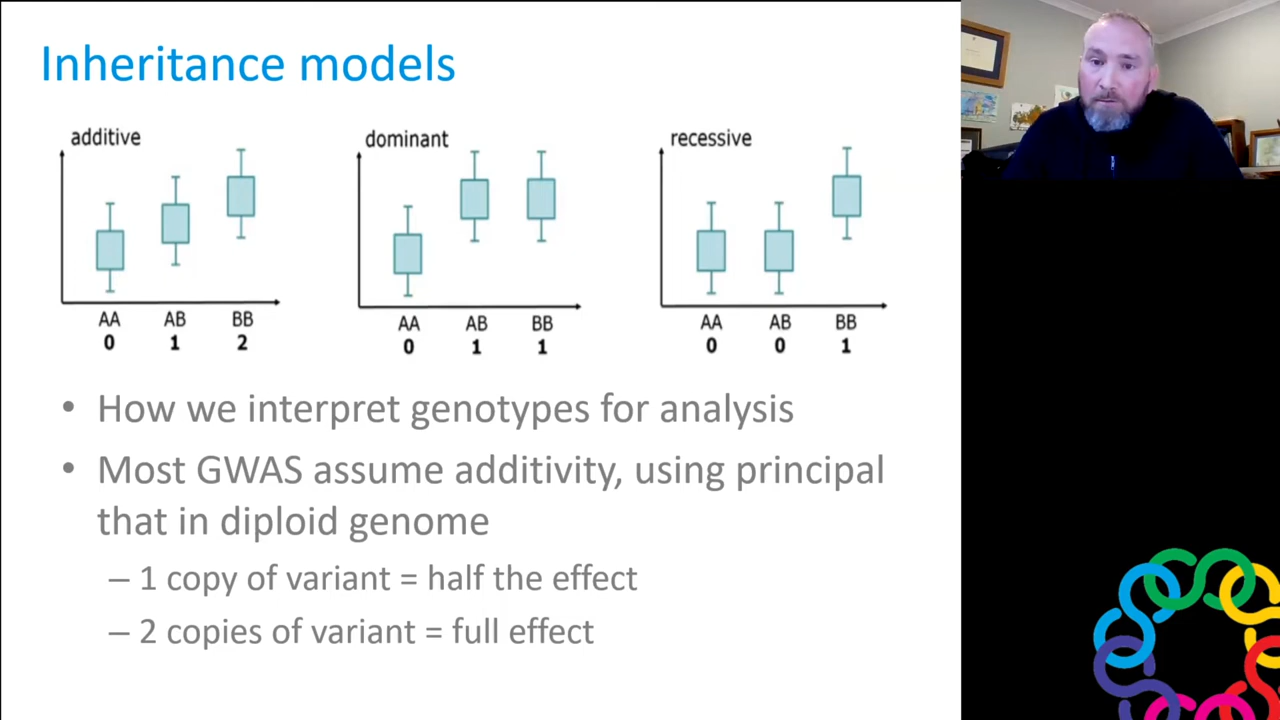 Inheritance models
additive
dominant
recessive
AA AB BB
0 1 2
AA AB BB
0 1 1
AA AB BB
0 0 1
• How we interpret genotypes for analysis
• Most GWAS assume additivity, using principal
that in diploid genome
– 1 copy of variant = half the effect
– 2 copies of variant = full effect